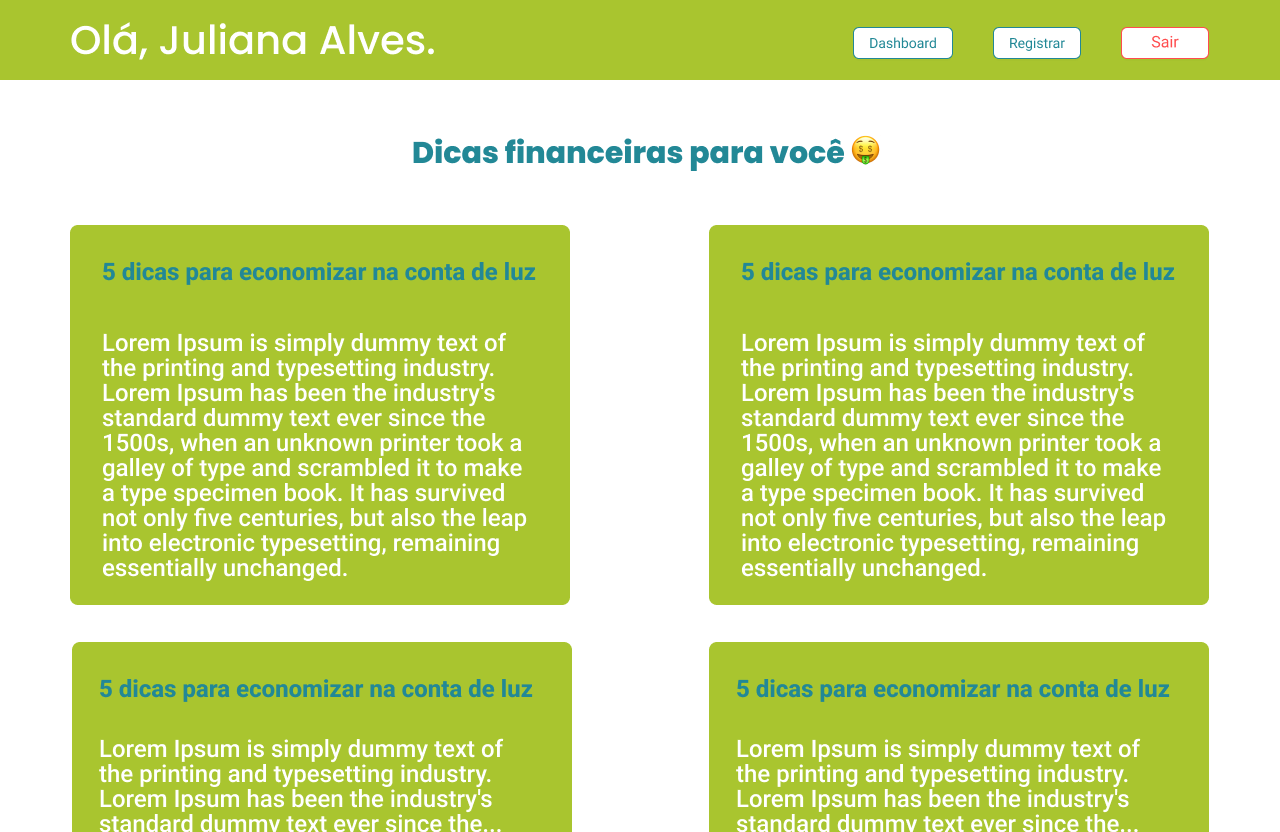 Olá, Juliana Alves.
Dashboard
Registrar
Sair
Dicas financeiras para você 🤑
5 dicas para economizar na conta de luz
Lorem Ipsum is simply dummy text of
the printing and typesetting industry.
Lorem Ipsum has been the industry's
standard dummy text ever since the
1500s, when an unknown printer took a
galley of type and scrambled it to make
a type specimen book. It has survived
not only five centuries, but also the leap
into electronic typesetting, remaining
essentially unchanged.
5 dicas para economizar na conta de luz
Lorem Ipsum is simply dummy text of
the printing and typesetting industry.
Lorem Ipsum has been the industry's
standard dummy text ever since the
1500s, when an unknown printer took a
galley of type and scrambled it to make
a type specimen book. It has survived
not only five centuries, but also the leap
into electronic typesetting, remaining
essentially unchanged.
5 dicas para economizar na conta de luz
Lorem Ipsum is simply dummy text of
the printing and typesetting industry.
Lorem Ipsum has been the industry's
standard dummy text ever since the...
5 dicas para economizar na conta de luz
Lorem Ipsum is simply dummy text of
the printing and typesetting industry.
Lorem Ipsum has been the industry's
standard dummy text ever since the...